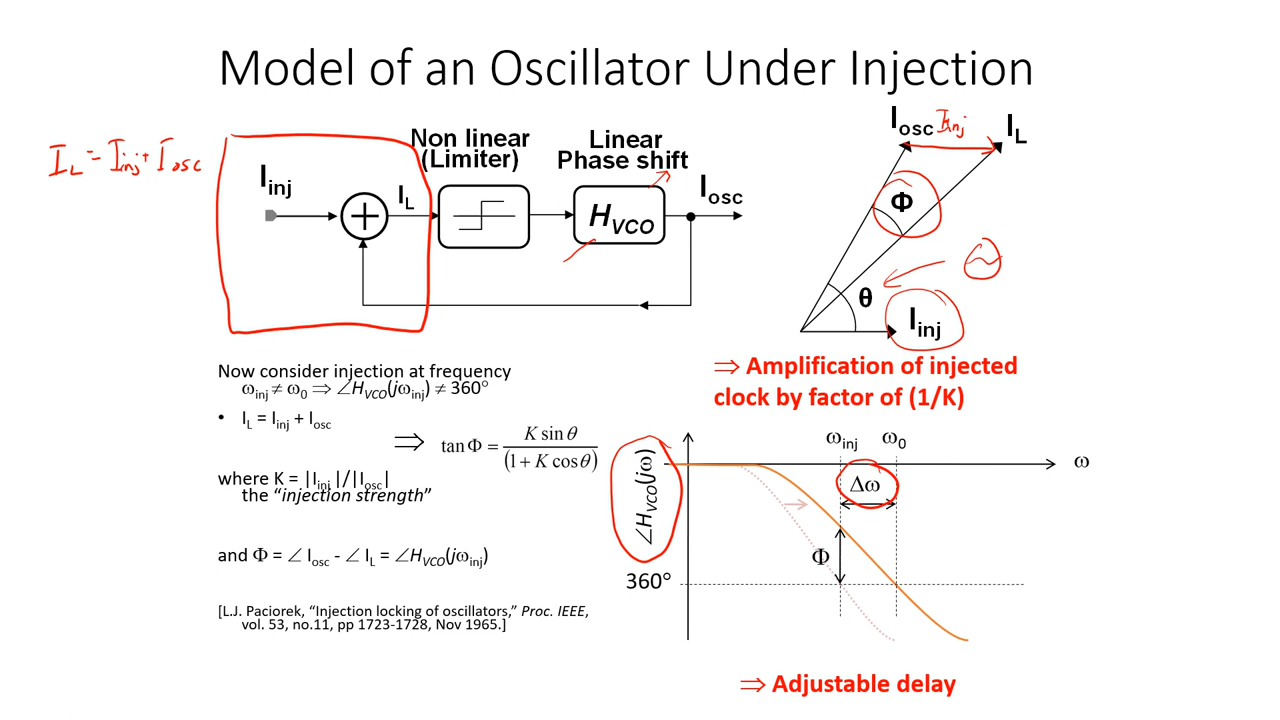 Model of an Oscillator Under Injection
I_L = I_inj + I_osc
I_inj
I_L
Non linear
(Limiter)
Linear
Phase shift
H_VCO
I_osc
I_osc
I_inj
I_L
Φ
θ
I_inj
⇒ Amplification of injected
clock by factor of (1/K)
Now consider injection at frequency
ω_inj ≠ ω_0 ⇒ ∠H_VCO(jω_inj) ≠ 360°
• I_L = I_inj + I_osc
⇒ tan Φ = K sin θ / (1 + K cos θ)
where K = |I_inj|/|I_osc|
the “injection strength”
and Φ = ∠ I_osc - ∠ I_L = ∠H_VCO(jω_inj)
[L.J. Paciorek, “Injection locking of oscillators,” Proc. IEEE,
vol. 53, no.11, pp 1723-1728, Nov 1965.]
∠H_VCO(jω)
ω_inj
ω_0
ω
Δω
Φ
360°
⇒ Adjustable delay